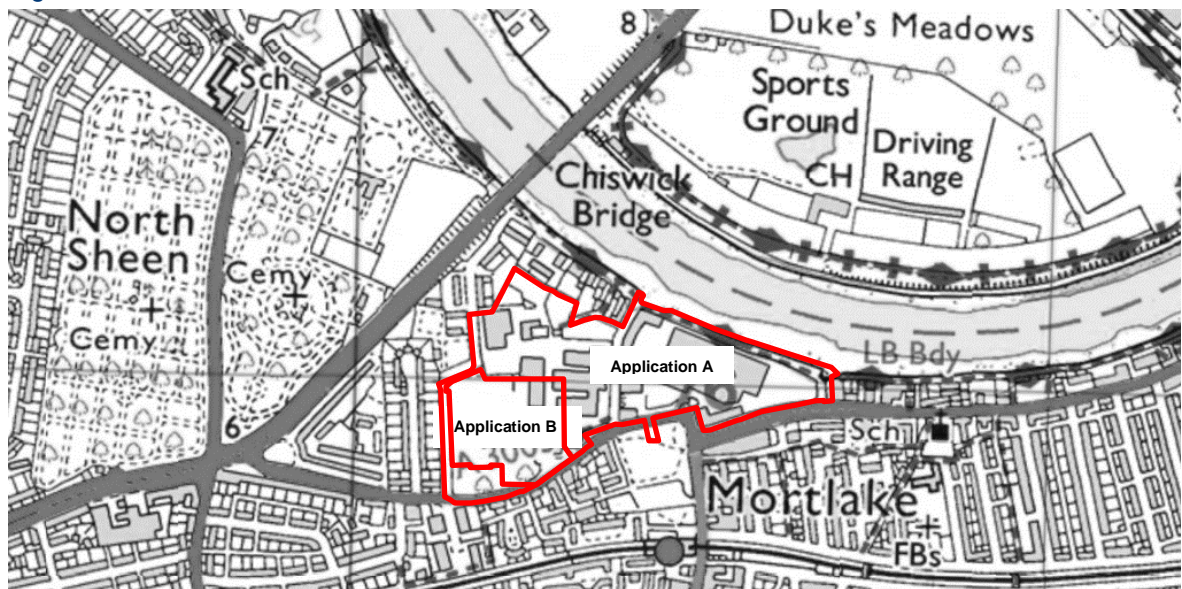 8
Duke's Meadows
Sch
Sports
Ground
7
Driving
Range
CH
Chiswick
Bridge
North
Sheen
Cemy
Cemy
LB Bdy
Application A
6
Application B
Sch
Mortlake
FBs